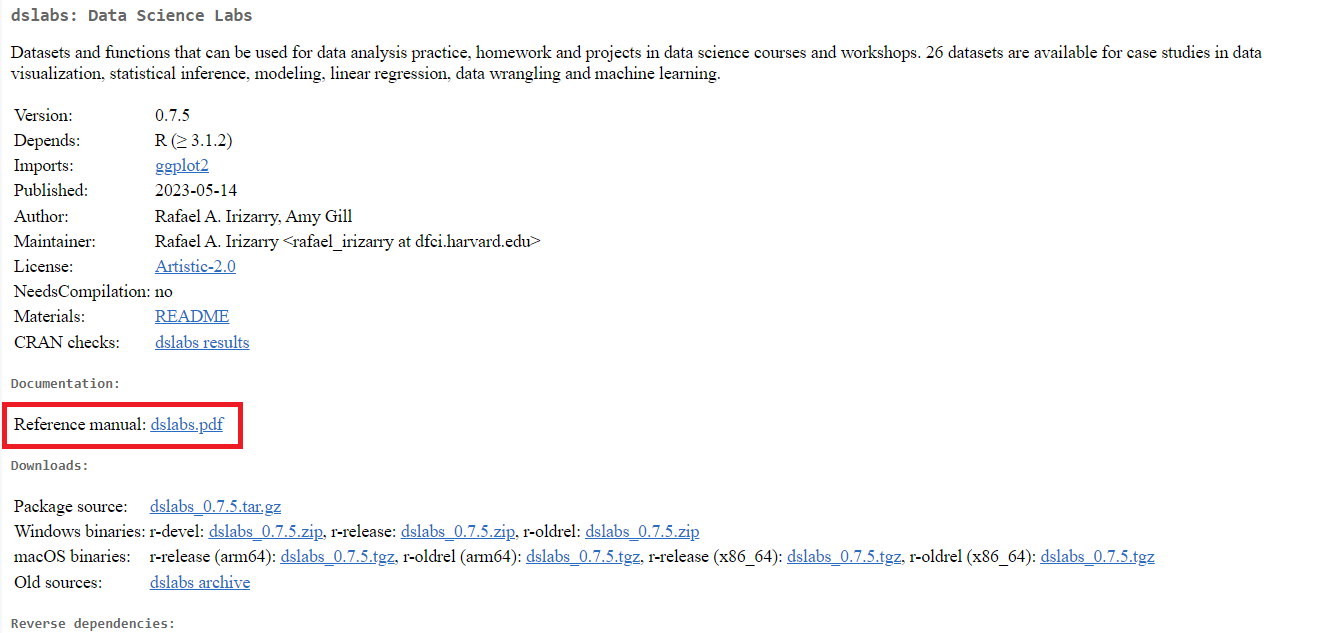 dslabs: Data Science Labs
Datasets and functions that can be used for data analysis practice, homework and projects in data science courses and workshops. 26 datasets are available for case studies in data
visualization, statistical inference, modeling, linear regression, data wrangling and machine learning.
Version: 0.7.5
Depends: R (≥ 3.1.2)
Imports: ggplot2
Published: 2023-05-14
Author: Rafael A. Irizarry, Amy Gill
Maintainer: Rafael A. Irizarry <rafael_irizarry at dfci.harvard.edu>
License: Artistic-2.0
NeedsCompilation: no
Materials: README
CRAN checks: dslabs results
Documentation:
Reference manual: dslabs.pdf
Downloads:
Package source: dslabs_0.7.5.tar.gz
Windows binaries: r-devel: dslabs_0.7.5.zip, r-release: dslabs_0.7.5.zip, r-oldrel: dslabs_0.7.5.zip
macOS binaries: r-release (arm64): dslabs_0.7.5.tgz, r-oldrel (arm64): dslabs_0.7.5.tgz, r-release (x86_64): dslabs_0.7.5.tgz, r-oldrel (x86_64): dslabs_0.7.5.tgz
Old sources: dslabs archive
Reverse dependencies: